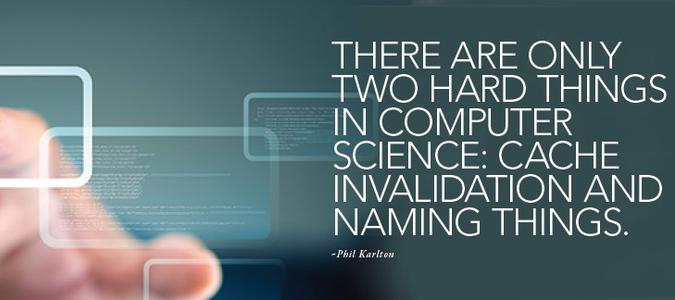 THERE ARE ONLY
TWO HARD THINGS
IN COMPUTER
SCIENCE: CACHE
INVALIDATION AND
NAMING THINGS.
~Phil Karlton